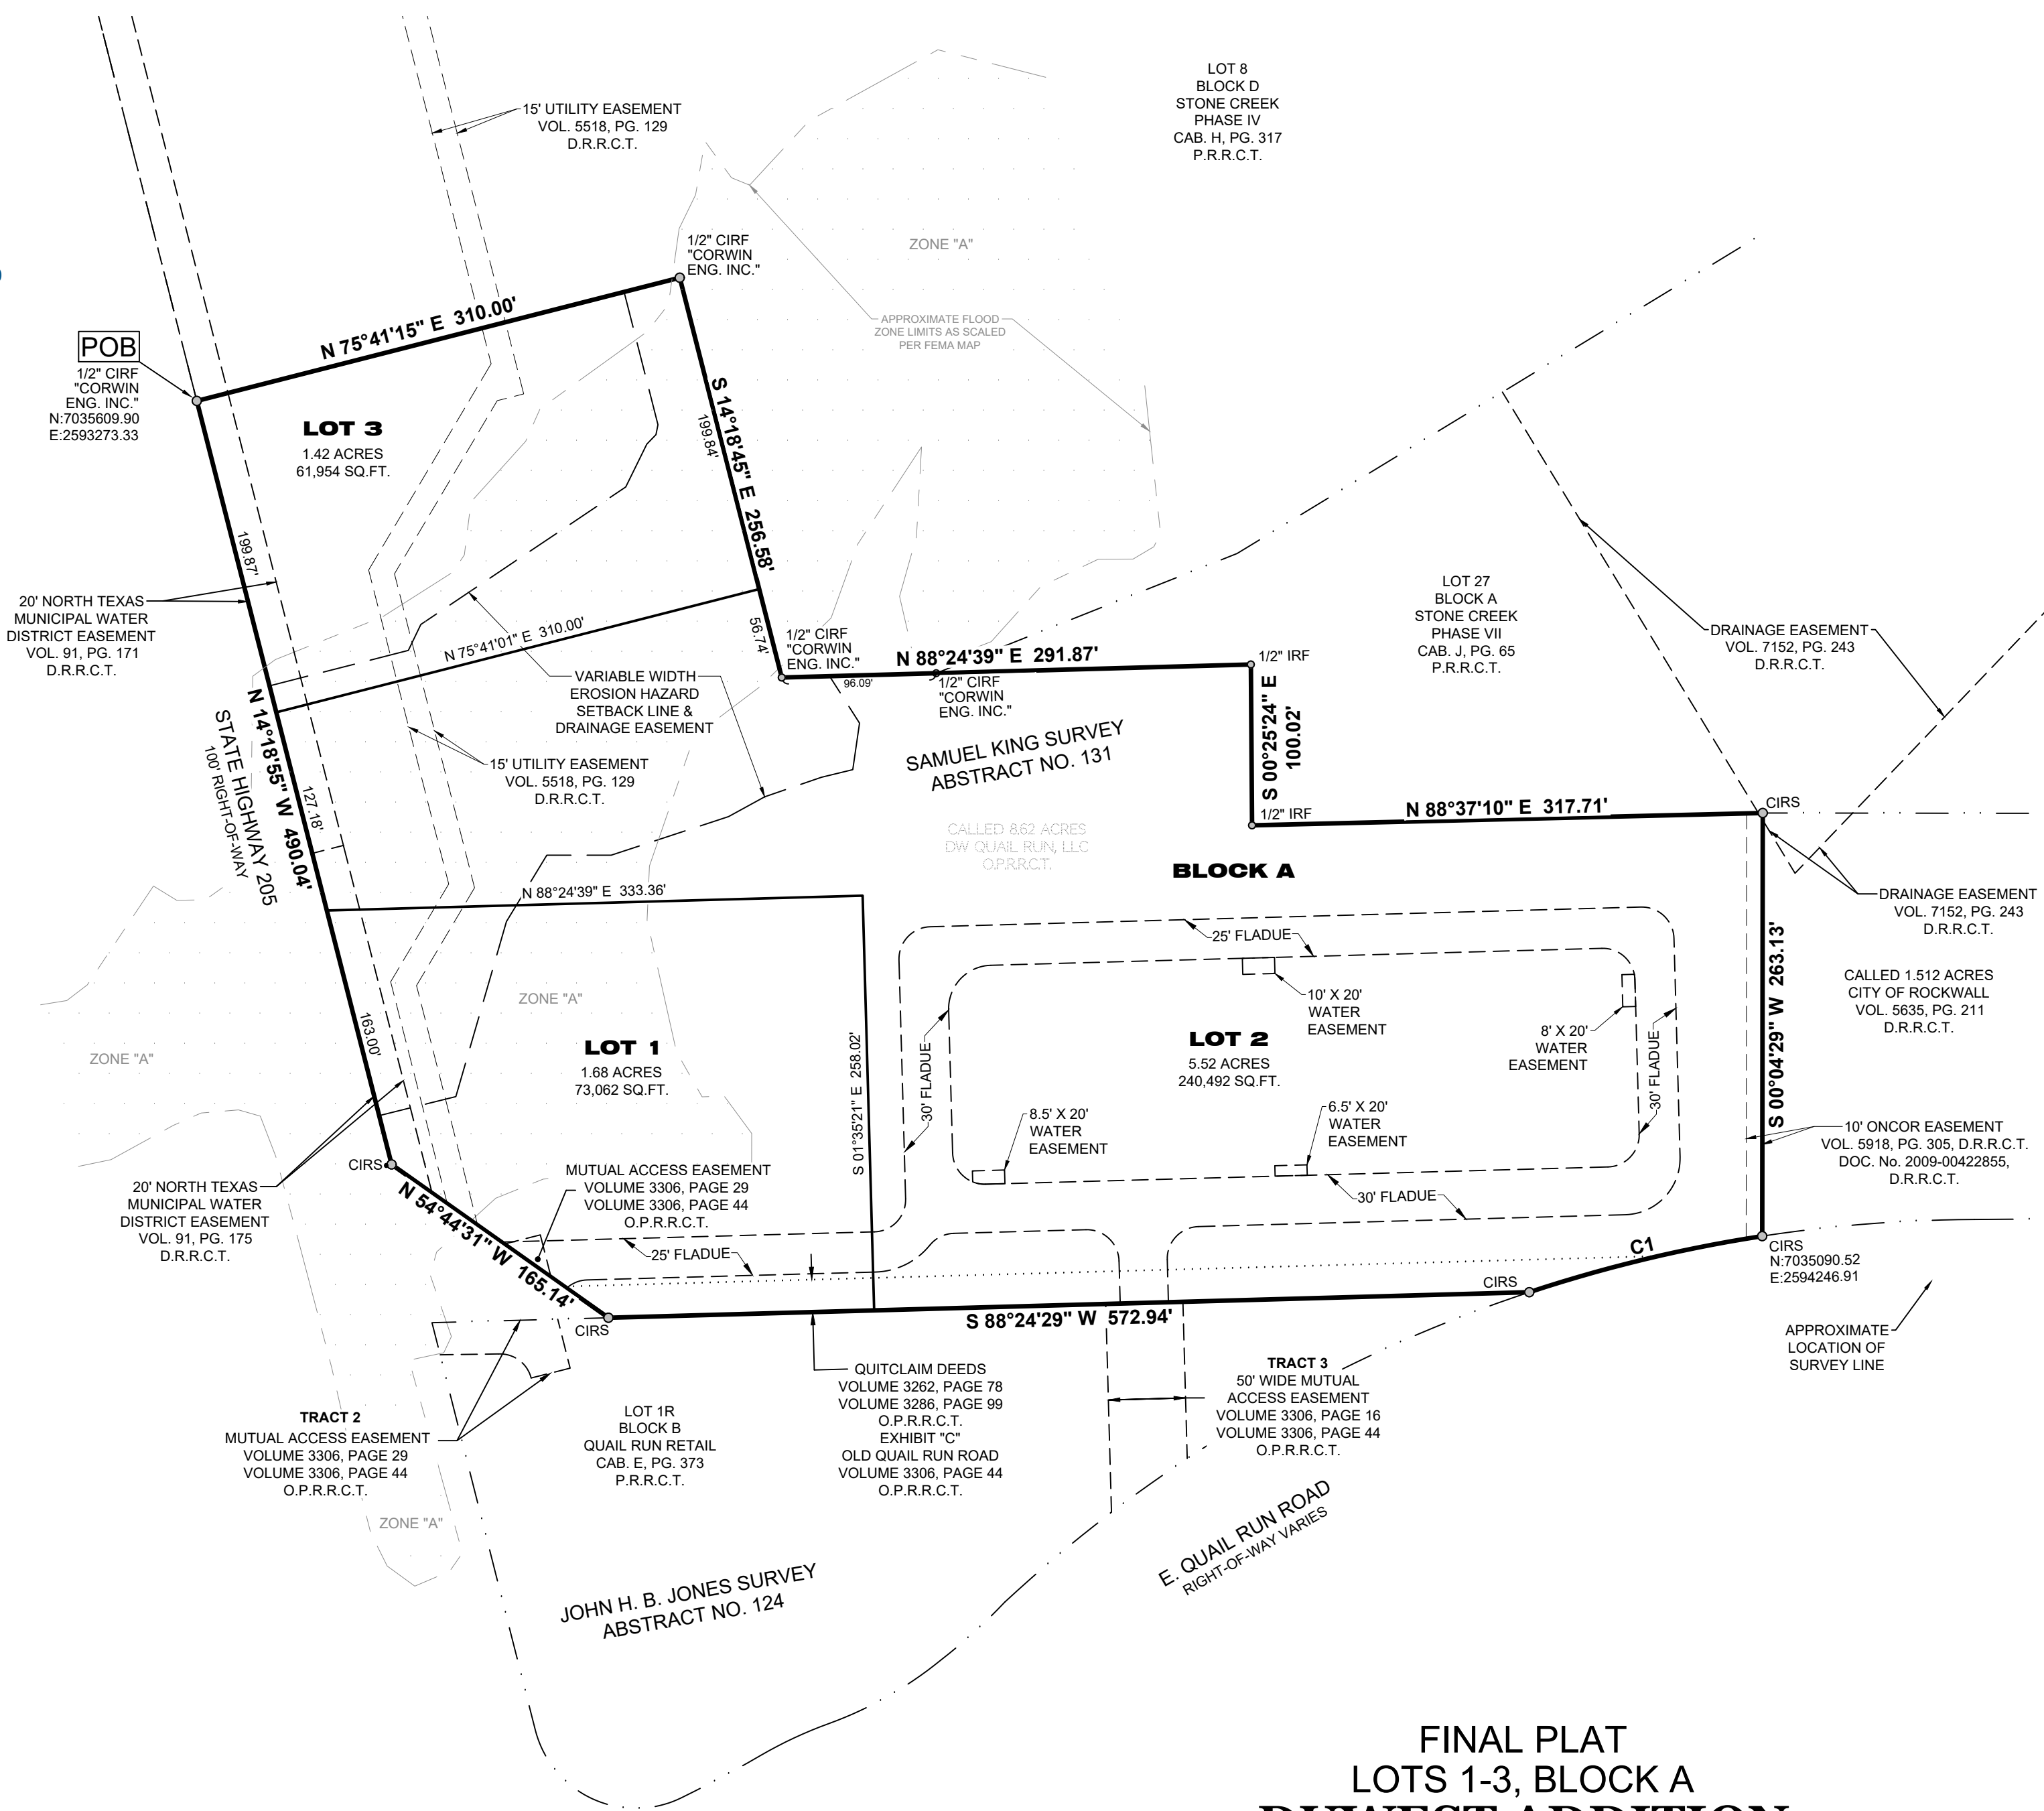 LOT 8
BLOCK D
STONE CREEK
PHASE IV
CAB. H, PG. 317
P.R.R.C.T.
15' UTILITY EASEMENT
VOL. 5518, PG. 129
D.R.R.C.T.
ZONE "A"
1/2" CIRF
"CORWIN
ENG. INC."
APPROXIMATE FLOOD
ZONE LIMITS AS SCALED
PER FEMA MAP
N 75°41'15" E 310.00'
POB
1/2" CIRF
"CORWIN
ENG. INC."
N:7035609.90
E:2593273.33
LOT 3
1.42 ACRES
61,954 SQ.FT.
S 14°18'45" E 256.58'
199.84'
56.74'
199.87'
20' NORTH TEXAS
MUNICIPAL WATER
DISTRICT EASEMENT
VOL. 91, PG. 171
D.R.R.C.T.
N 75°41'01" E 310.00'
1/2" CIRF
"CORWIN
ENG. INC."
N 88°24'39" E 291.87'
96.09'
1/2" CIRF
"CORWIN
ENG. INC."
1/2" IRF
LOT 27
BLOCK A
STONE CREEK
PHASE VII
CAB. J, PG. 65
P.R.R.C.T.
DRAINAGE EASEMENT
VOL. 7152, PG. 243
D.R.R.C.T.
VARIABLE WIDTH
EROSION HAZARD
SETBACK LINE &
DRAINAGE EASEMENT
15' UTILITY EASEMENT
VOL. 5518, PG. 129
D.R.R.C.T.
N 14°18'55" W 490.04'
STATE HIGHWAY 205
100' RIGHT-OF-WAY
127.18'
SAMUEL KING SURVEY
ABSTRACT NO. 131
S 00°25'24" E
100.02'
1/2" IRF
N 88°37'10" E 317.71'
CIRS
CALLED 8.62 ACRES
DW QUAIL RUN, LLC
O.P.R.R.C.T.
BLOCK A
N 88°24'39" E 333.36'
DRAINAGE EASEMENT
VOL. 7152, PG. 243
D.R.R.C.T.
25' FLADUE
S 00°04'29" W 263.13'
CALLED 1.512 ACRES
CITY OF ROCKWALL
VOL. 5635, PG. 211
D.R.R.C.T.
ZONE "A"
ZONE "A"
163.00'
LOT 1
1.68 ACRES
73,062 SQ.FT.
S 01°35'21" E 258.02'
30' FLADUE
10' X 20'
WATER
EASEMENT
LOT 2
5.52 ACRES
240,492 SQ.FT.
8' X 20'
WATER
EASEMENT
30' FLADUE
8.5' X 20'
WATER
EASEMENT
6.5' X 20'
WATER
EASEMENT
10' ONCOR EASEMENT
VOL. 5918, PG. 305, D.R.R.C.T.
DOC. No. 2009-00422855,
D.R.R.C.T.
CIRS
MUTUAL ACCESS EASEMENT
VOLUME 3306, PAGE 29
VOLUME 3306, PAGE 44
O.P.R.R.C.T.
20' NORTH TEXAS
MUNICIPAL WATER
DISTRICT EASEMENT
VOL. 91, PG. 175
D.R.R.C.T.
N 54°44'31" W 165.14'
30' FLADUE
25' FLADUE
C1
CIRS
N:7035090.52
E:2594246.91
CIRS
CIRS
S 88°24'29" W 572.94'
APPROXIMATE
LOCATION OF
SURVEY LINE
QUITCLAIM DEEDS
VOLUME 3262, PAGE 78
VOLUME 3286, PAGE 99
O.P.R.R.C.T.
EXHIBIT "C"
OLD QUAIL RUN ROAD
VOLUME 3306, PAGE 44
O.P.R.R.C.T.
TRACT 3
50' WIDE MUTUAL
ACCESS EASEMENT
VOLUME 3306, PAGE 16
VOLUME 3306, PAGE 44
O.P.R.R.C.T.
TRACT 2
MUTUAL ACCESS EASEMENT
VOLUME 3306, PAGE 29
VOLUME 3306, PAGE 44
O.P.R.R.C.T.
LOT 1R
BLOCK B
QUAIL RUN RETAIL
CAB. E, PG. 373
P.R.R.C.T.
ZONE "A"
E. QUAIL RUN ROAD
RIGHT-OF-WAY VARIES
JOHN H. B. JONES SURVEY
ABSTRACT NO. 124
FINAL PLAT
LOTS 1-3, BLOCK A
ADDITION